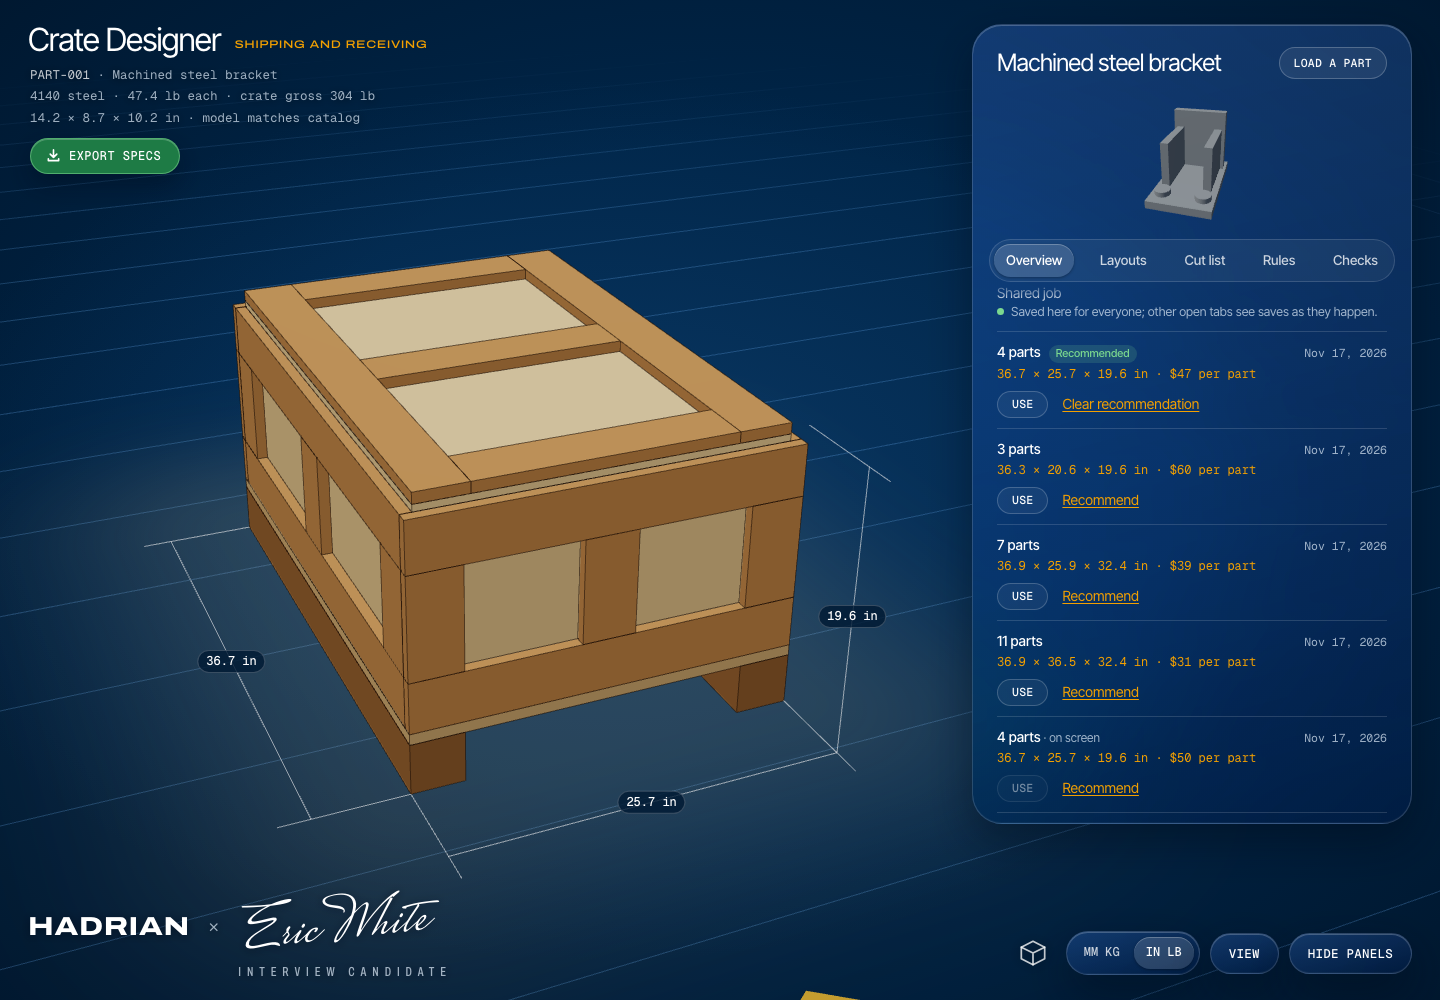 Crate Designer SHIPPING AND RECEIVING
PART-001 · Machined steel bracket
4140 steel · 47.4 lb each · crate gross 304 lb
14.2 × 8.7 × 10.2 in · model matches catalog
EXPORT SPECS
Machined steel bracket
LOAD A PART
Overview Layouts Cut list Rules Checks
Shared job
Saved here for everyone; other open tabs see saves as they happen.
4 parts Recommended Nov 17, 2026
36.7 × 25.7 × 19.6 in · $47 per part
USE Clear recommendation
3 parts Nov 17, 2026
36.3 × 20.6 × 19.6 in · $60 per part
USE Recommend
7 parts Nov 17, 2026
36.9 × 25.9 × 32.4 in · $39 per part
USE Recommend
11 parts Nov 17, 2026
36.9 × 36.5 × 32.4 in · $31 per part
USE Recommend
4 parts · on screen Nov 17, 2026
36.7 × 25.7 × 19.6 in · $50 per part
USE Recommend
19.6 in
36.7 in
25.7 in
HADRIAN × Eric White
INTERVIEW CANDIDATE
MM KG IN LB VIEW HIDE PANELS